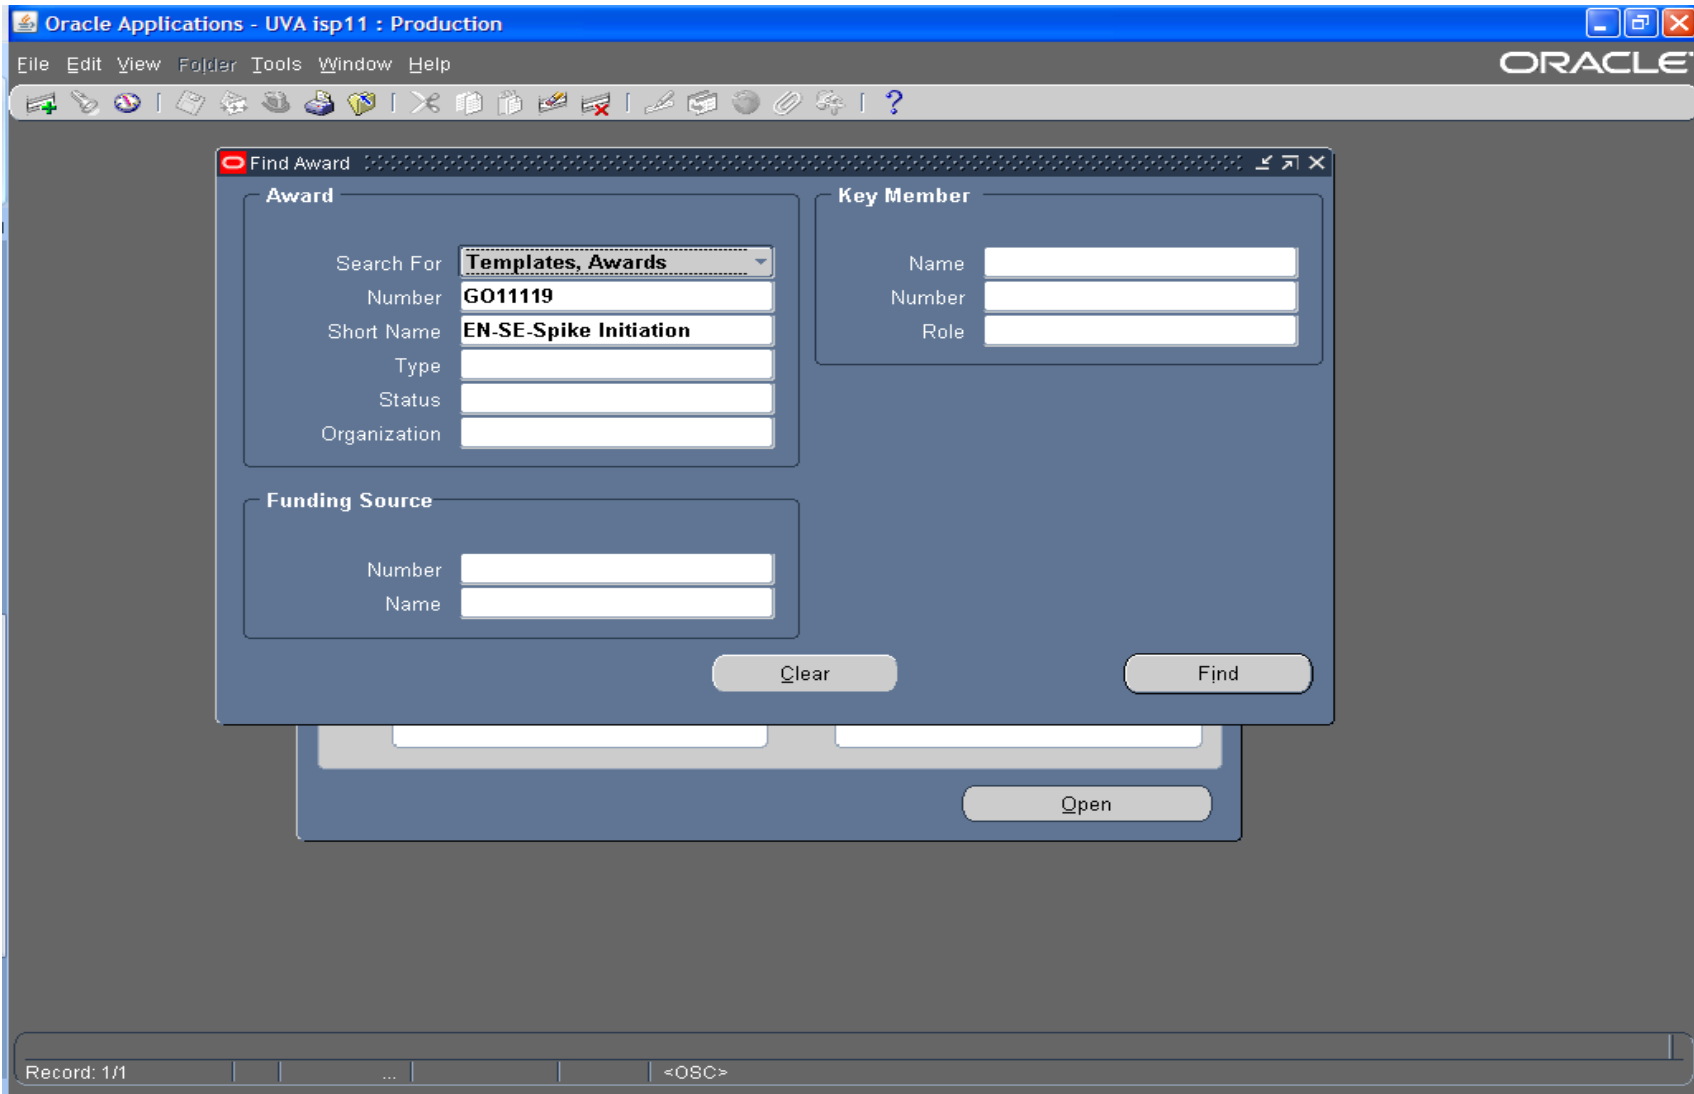 Oracle Applications - UVA isp11 : Production
File Edit View Folder Tools Window Help
ORACLE
Find Award
Award
Search For Templates, Awards
Number GO11119
Short Name EN-SE-Spike Initiation
Type
Status
Organization
Key Member
Name
Number
Role
Funding Source
Number
Name
Clear
Find
Open
Record: 1/1
...
<OSC>